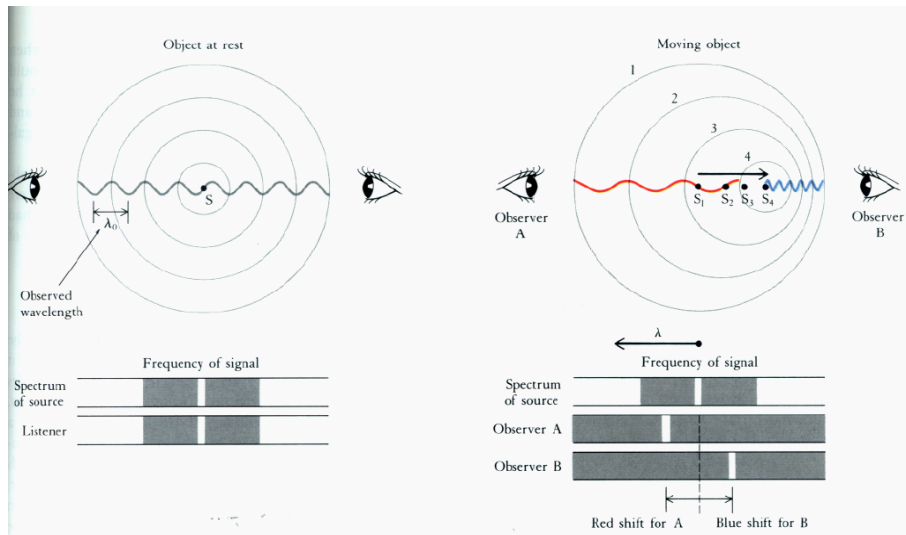 Object at rest
S
λ₀
Observed
wavelength
Frequency of signal
Spectrum
of source
Listener
Moving object
1
2
3
4
S₁ S₂ S₃ S₄
Observer
A
Observer
B
λ
Frequency of signal
Spectrum
of source
Observer A
Observer B
Red shift for A Blue shift for B